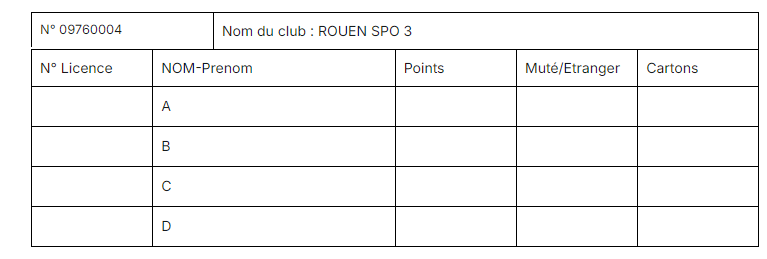 N° 09760004 Nom du club : ROUEN SPO 3
N° Licence NOM-Prenom Points Muté/Etranger Cartons
A
B
C
D